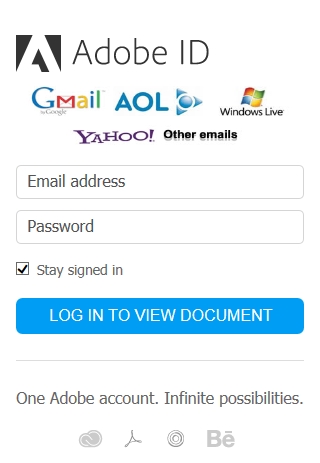 Adobe ID
Gmail by Google AOL Windows Live
YAHOO! Other emails
Email address
Password
Stay signed in
LOG IN TO VIEW DOCUMENT
One Adobe account. Infinite possibilities.
Bē